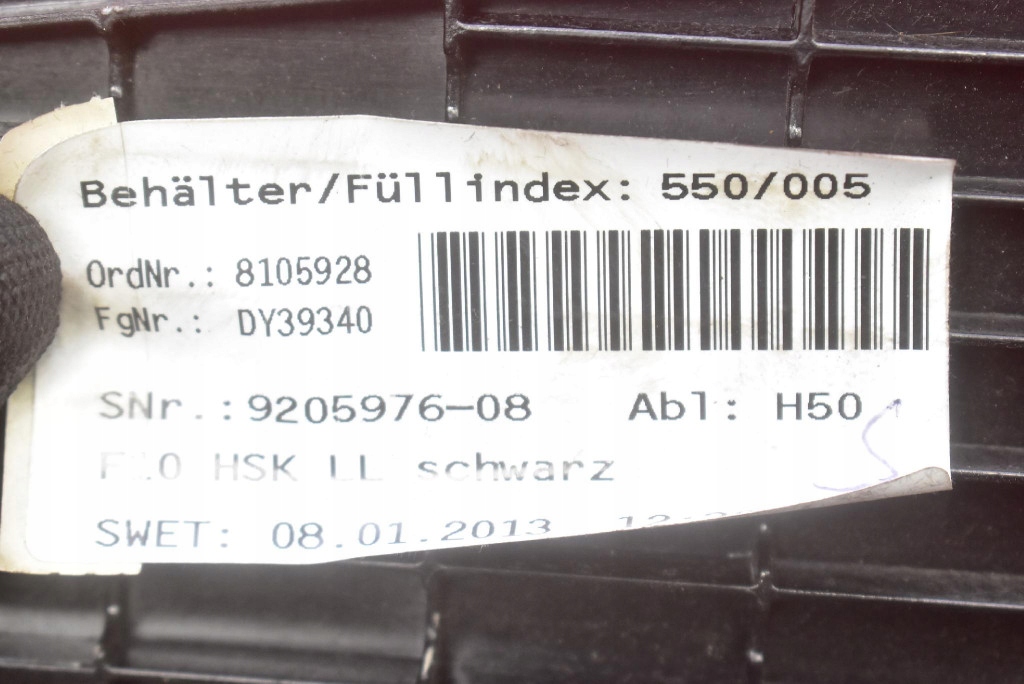 Behälter/Füllindex: 550/005
OrdNr.: 8105928
FgNr.: DY39340
SNr.:9205976-08 Abl: H50
HSK LL schwarz
SWET: 08.01.2013